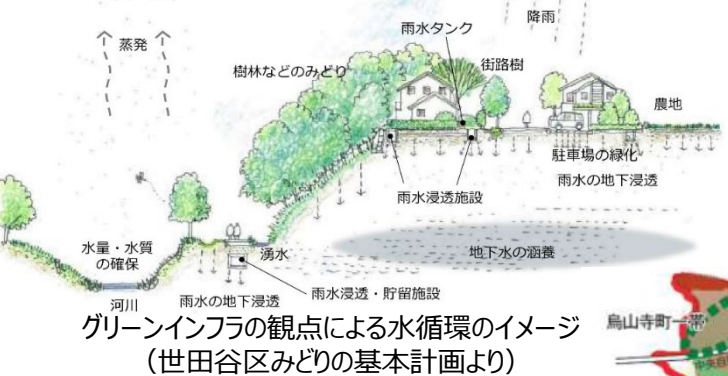 降雨
雨水タンク
蒸発
街路樹
樹林などのみどり
農地
駐車場の緑化
雨水の地下浸透
雨水浸透施設
水量・水質
の確保
湧水
地下水の涵養
雨水浸透・貯留施設
河川
雨水の地下浸透
グリーンインフラの観点による水循環のイメージ
（世田谷区みどりの基本計画より）
烏山寺町一帯